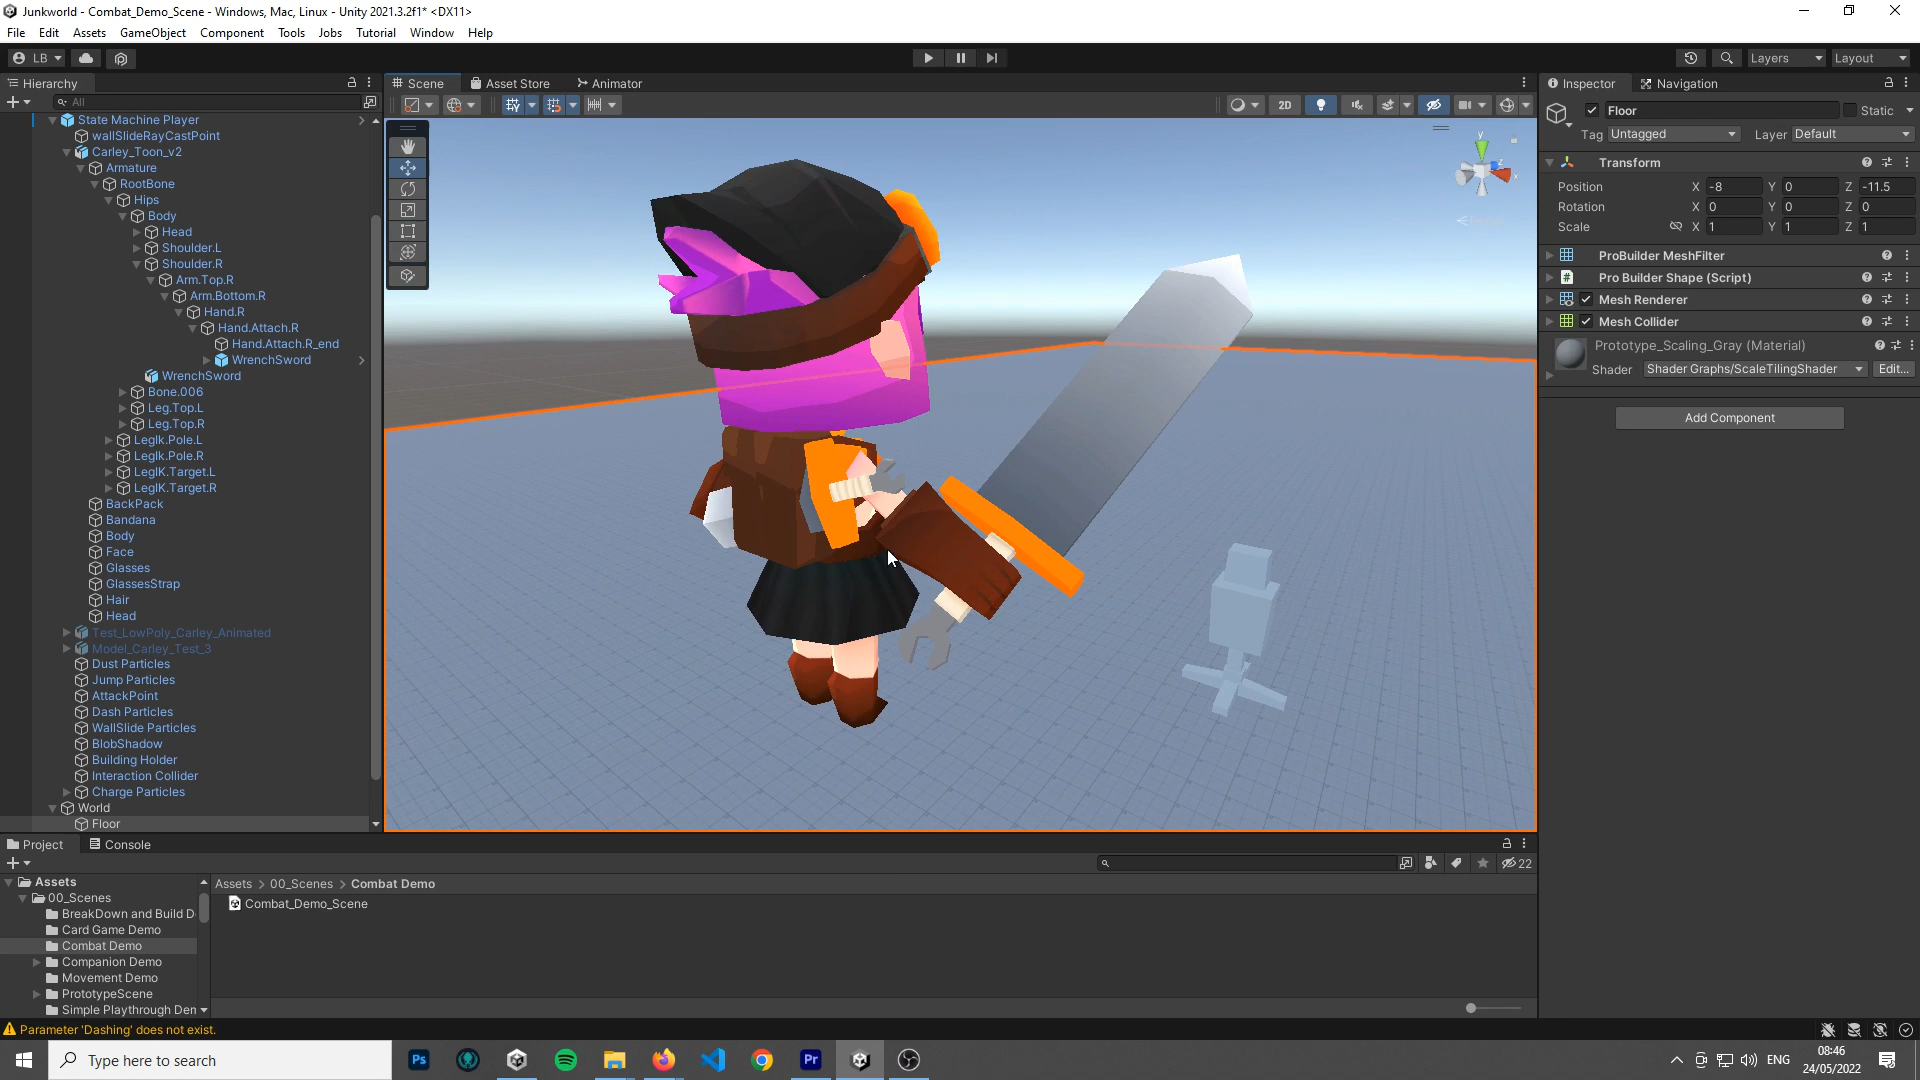 Junkworld - Combat_Demo_Scene - Windows, Mac, Linux - Unity 2021.3.2f1* <DX11>
File Edit Assets GameObject Component Tools Jobs Tutorial Window Help
LB
Layers Layout
Hierarchy
All
State Machine Player
wallSlideRayCastPoint
Carley_Toon_v2
Armature
RootBone
Hips
Body
Head
Shoulder.L
Shoulder.R
Arm.Top.R
Arm.Bottom.R
Hand.R
Hand.Attach.R
Hand.Attach.R_end
WrenchSword
WrenchSword
Bone.006
Leg.Top.L
Leg.Top.R
LegIk.Pole.L
LegIk.Pole.R
LegIK.Target.L
LegIK.Target.R
BackPack
Bandana
Body
Face
Glasses
GlassesStrap
Hair
Head
Test_LowPoly_Carley_Animated
Model_Carley_Test_3
Dust Particles
Jump Particles
AttackPoint
Dash Particles
WallSlide Particles
BlobShadow
Building Holder
Interaction Collider
Charge Particles
World
Floor
Scene Asset Store Animator
2D
y
z
x
Inspector Navigation
Floor Static
Tag Untagged Layer Default
Transform
Position X -8 Y 0 Z -11.5
Rotation X 0 Y 0 Z 0
Scale X 1 Y 1 Z 1
ProBuilder MeshFilter
Pro Builder Shape (Script)
Mesh Renderer
Mesh Collider
Prototype_Scaling_Gray (Material)
Shader Shader Graphs/ScaleTilingShader Edit...
Add Component
Project Console
22
Assets
00_Scenes
BreakDown and Build D
Card Game Demo
Combat Demo
Companion Demo
Movement Demo
PrototypeScene
Simple Playthrough Den
Assets > 00_Scenes > Combat Demo
Combat_Demo_Scene
Parameter 'Dashing' does not exist.
Type here to search
Ps
Pr
ENG
08:46
24/05/2022